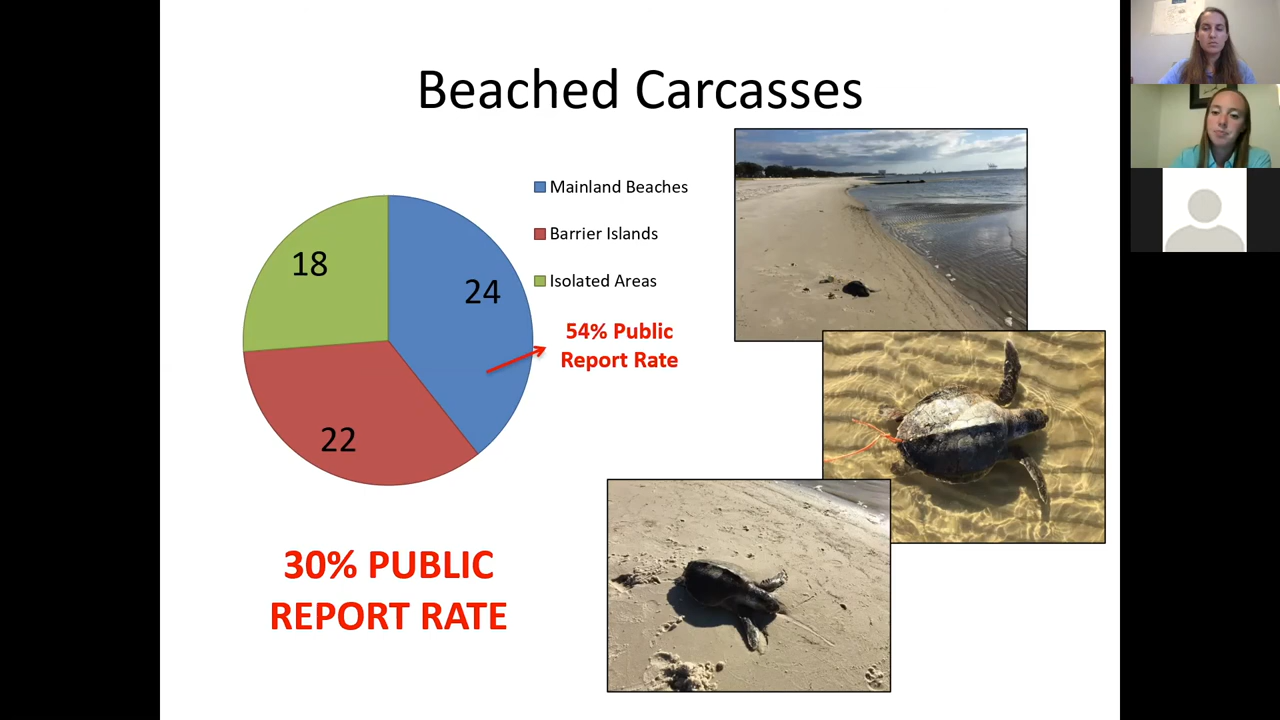 Beached Carcasses
Mainland Beaches
Barrier Islands
Isolated Areas
18
24
22
54% Public
Report Rate
30% PUBLIC
REPORT RATE